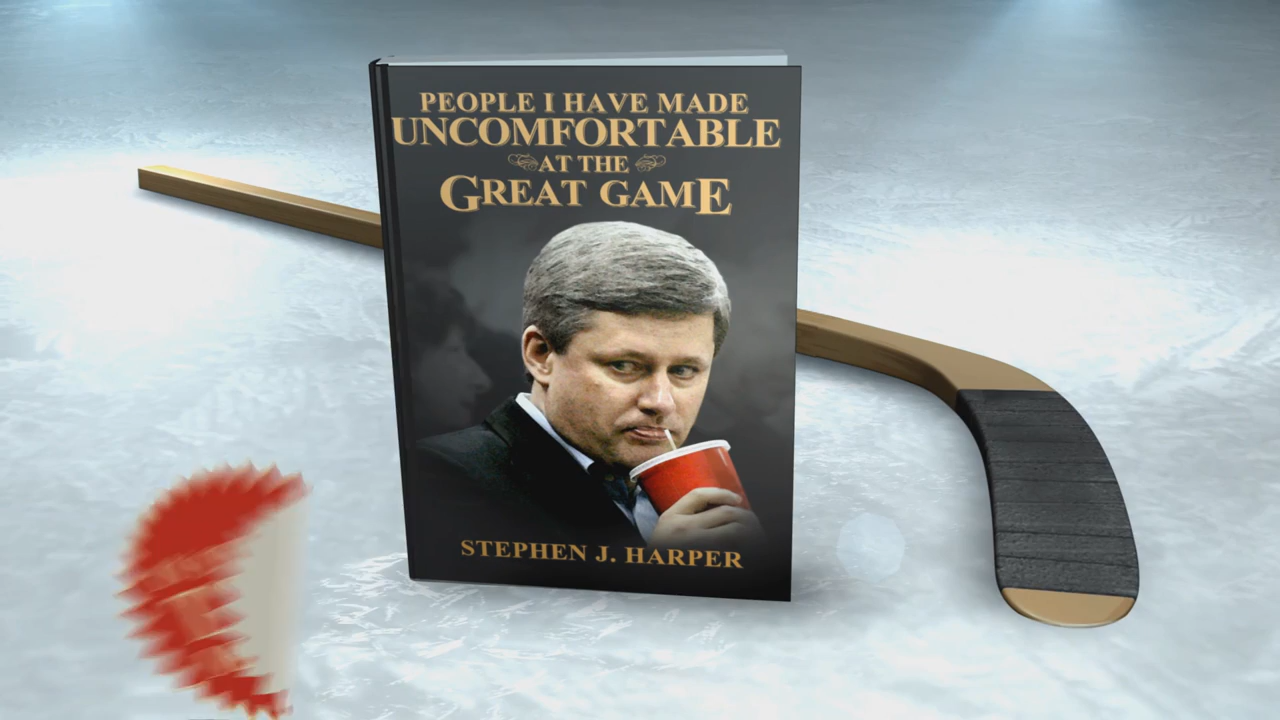 PEOPLE I HAVE MADE
UNCOMFORTABLE
AT THE
GREAT GAME
STEPHEN J. HARPER